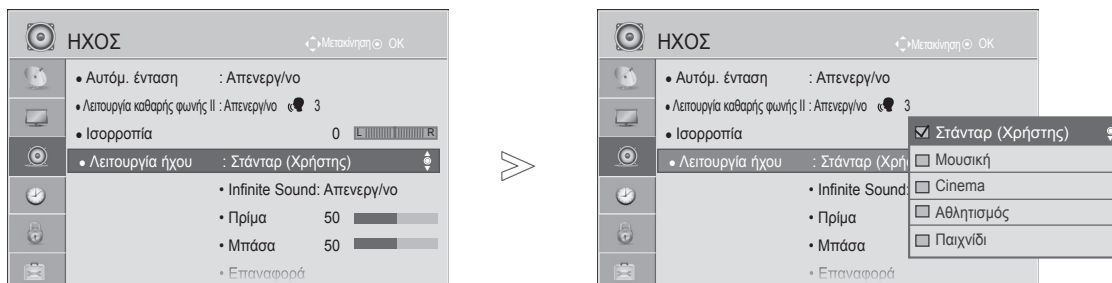 ΗΧΟΣ
Μετακίνηση OK
• Αυτόμ. ένταση : Απενεργ/νο
• Λειτουργία καθαρής φωνής II : Απενεργ/νο 3
• Ισορροπία 0 L R
• Λειτουργία ήχου : Στάνταρ (Χρήστης)
• Infinite Sound: Απενεργ/νο
• Πρίμα 50
• Μπάσα 50
• Επαναφορά
ΗΧΟΣ
Μετακίνηση OK
• Αυτόμ. ένταση : Απενεργ/νο
• Λειτουργία καθαρής φωνής II : Απενεργ/νο 3
• Ισορροπία
• Λειτουργία ήχου : Στάνταρ (Χρή
• Infinite Sound:
• Πρίμα
• Μπάσα
• Επαναφορά
Στάνταρ (Χρήστης)
Μουσική
Cinema
Αθλητισμός
Παιχνίδι